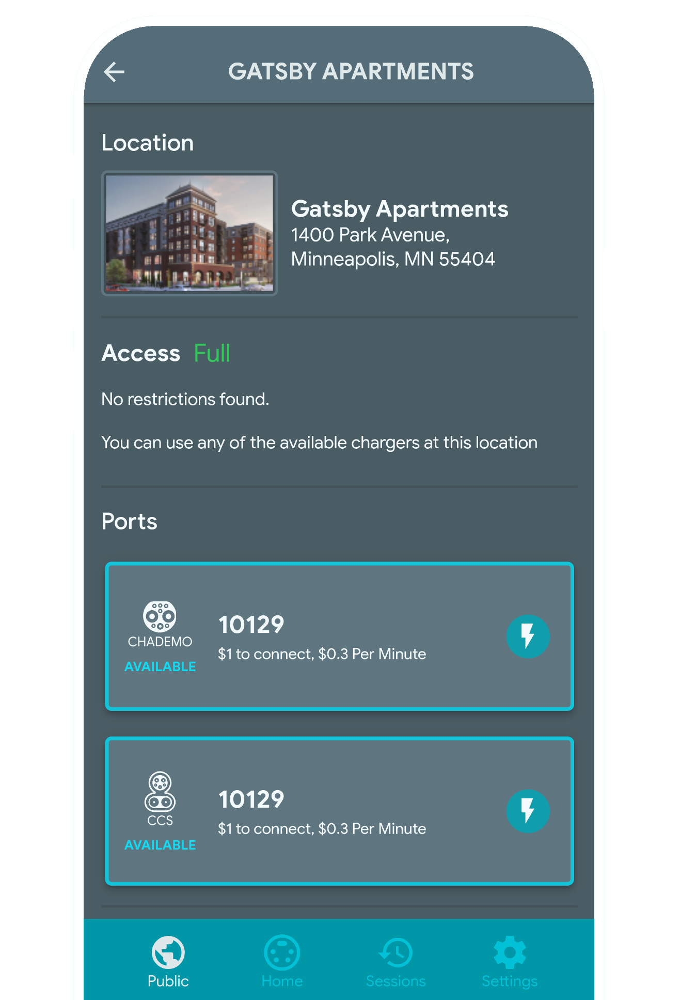 GATSBY APARTMENTS
Location
Gatsby Apartments
1400 Park Avenue,
Minneapolis, MN 55404
Access Full
No restrictions found.
You can use any of the available chargers at this location
Ports
CHADEMO
AVAILABLE
10129
$1 to connect, $0.3 Per Minute
CCS
AVAILABLE
10129
$1 to connect, $0.3 Per Minute
Public
Home
Sessions
Settings